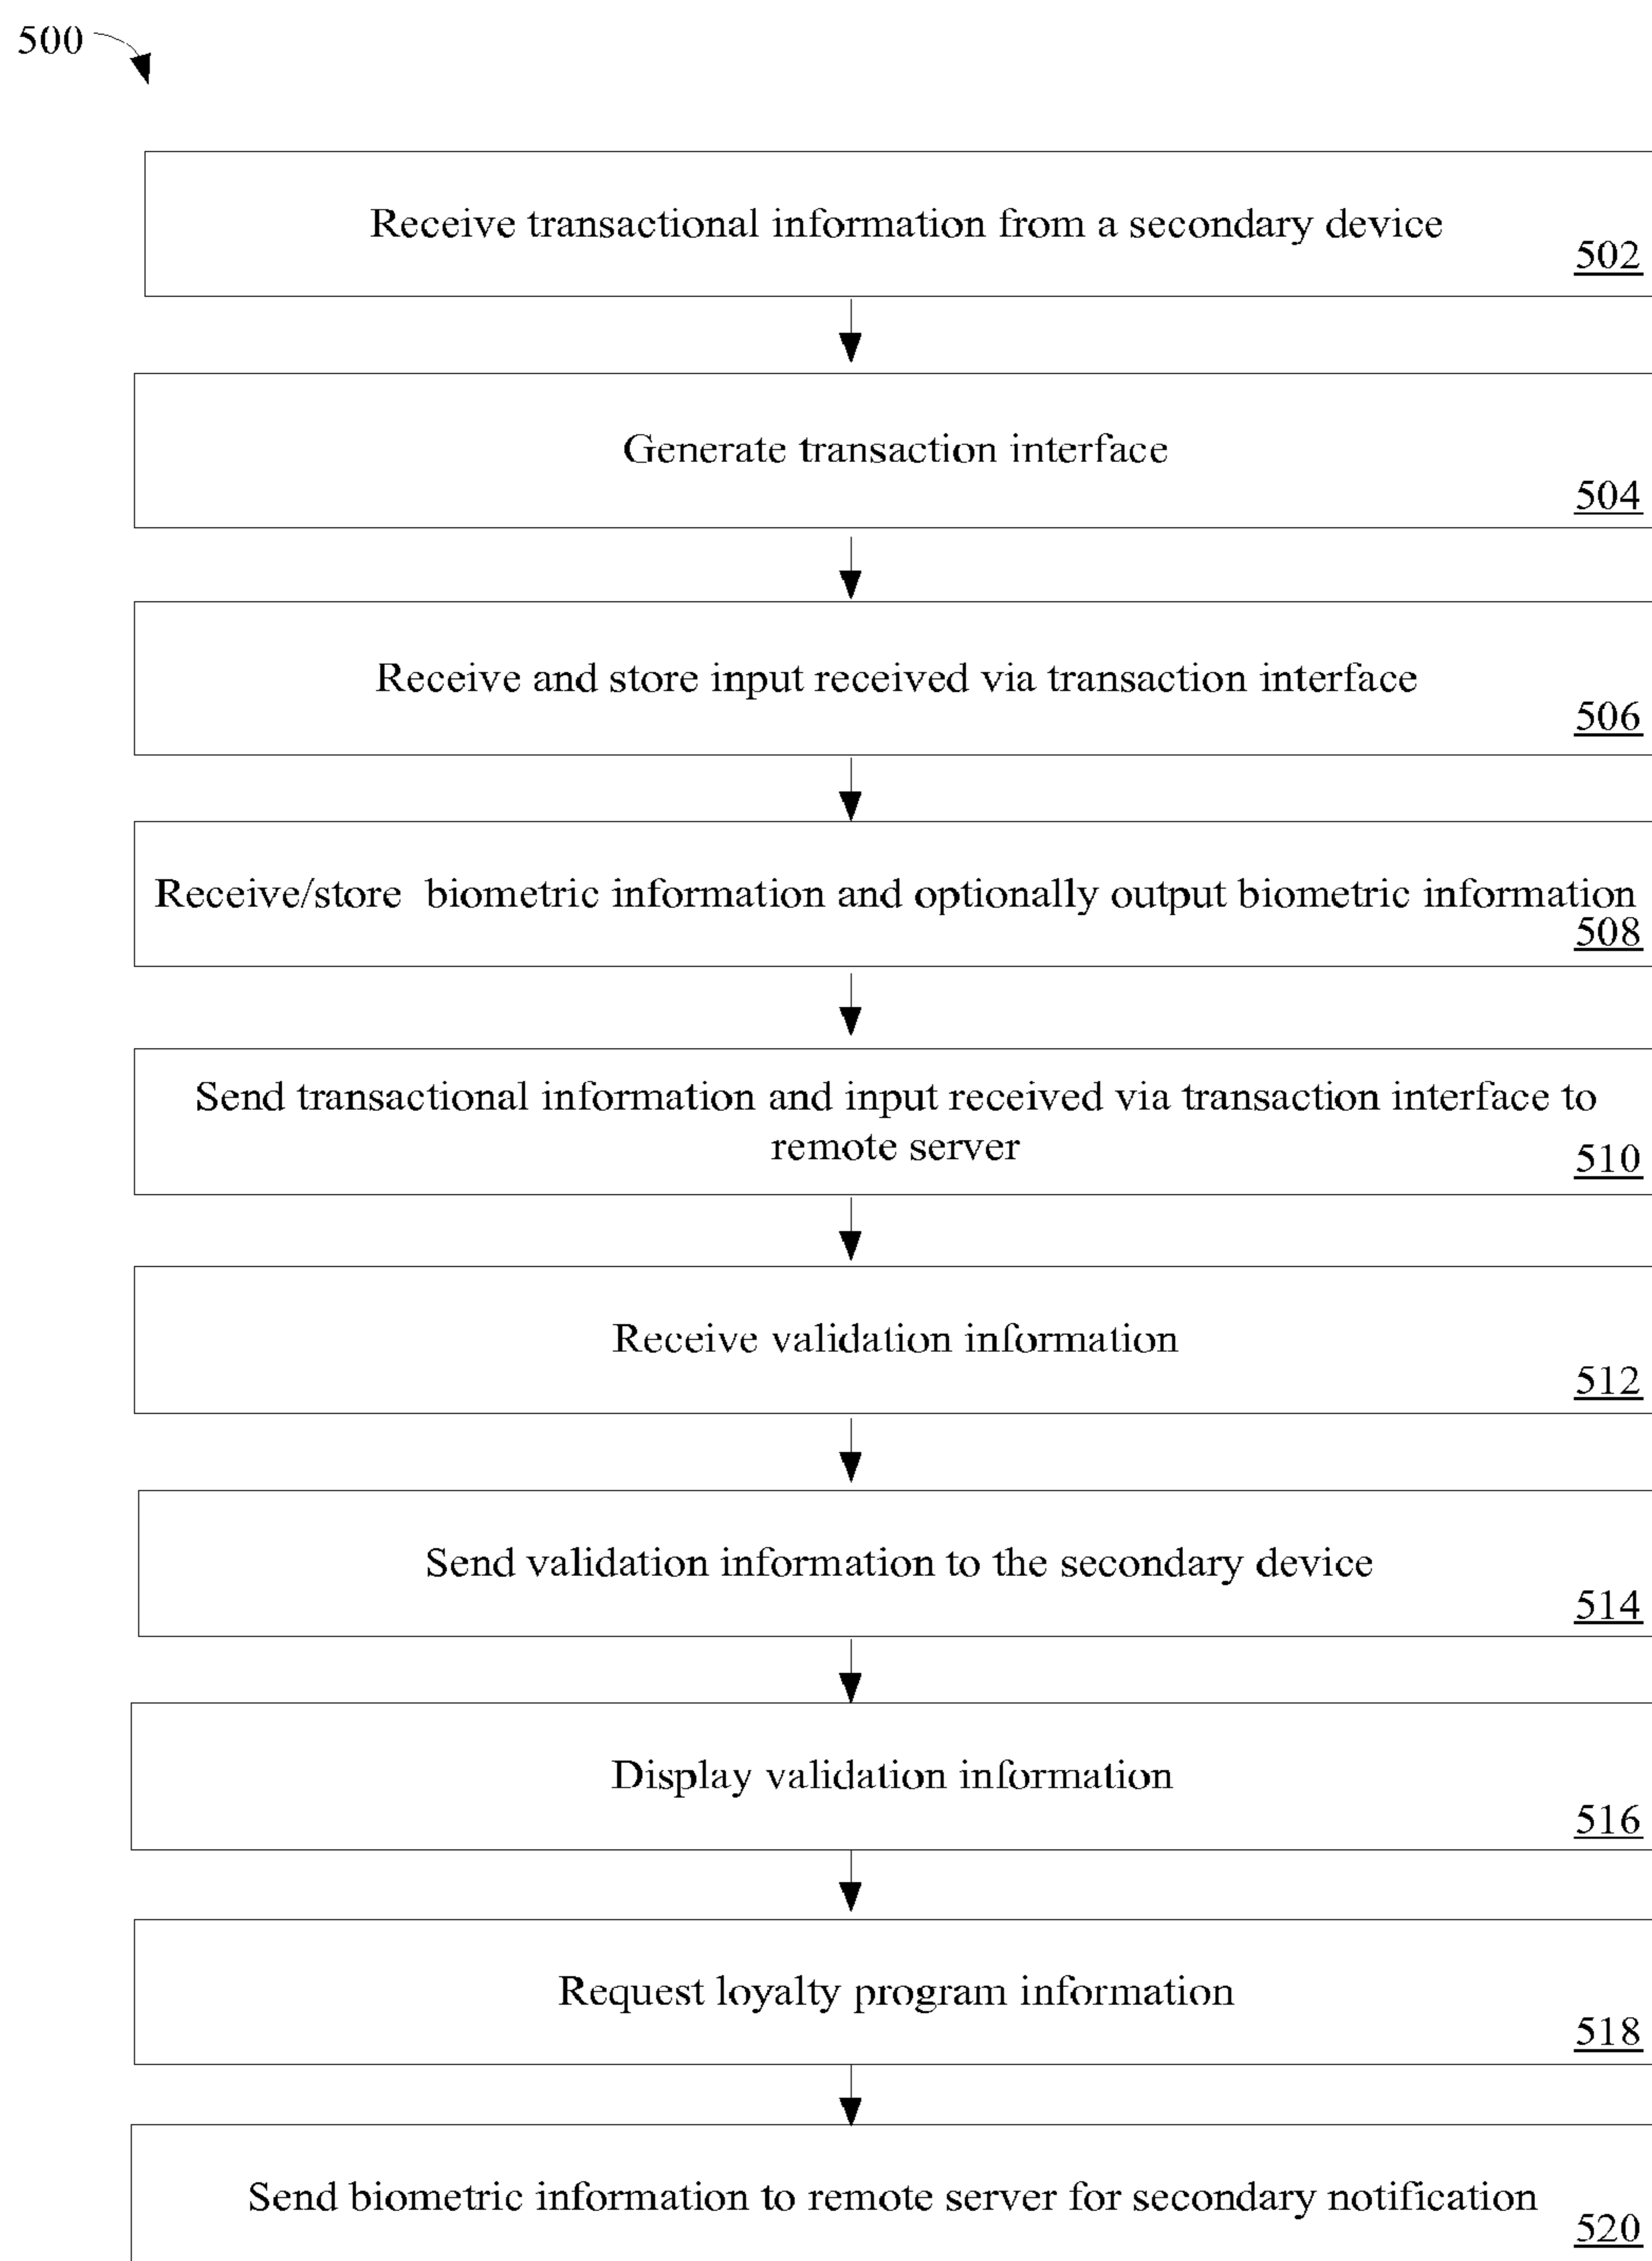 500
Receive transactional information from a secondary device
502
Generate transaction interface
504
Receive and store input received via transaction interface
506
Receive/store biometric information and optionally output biometric information
508
Send transactional information and input received via transaction interface to
remote server
510
Receive validation information
512
Send validation information to the secondary device
514
Display validation information
516
Request loyalty program information
518
Send biometric information to remote server for secondary notification
520